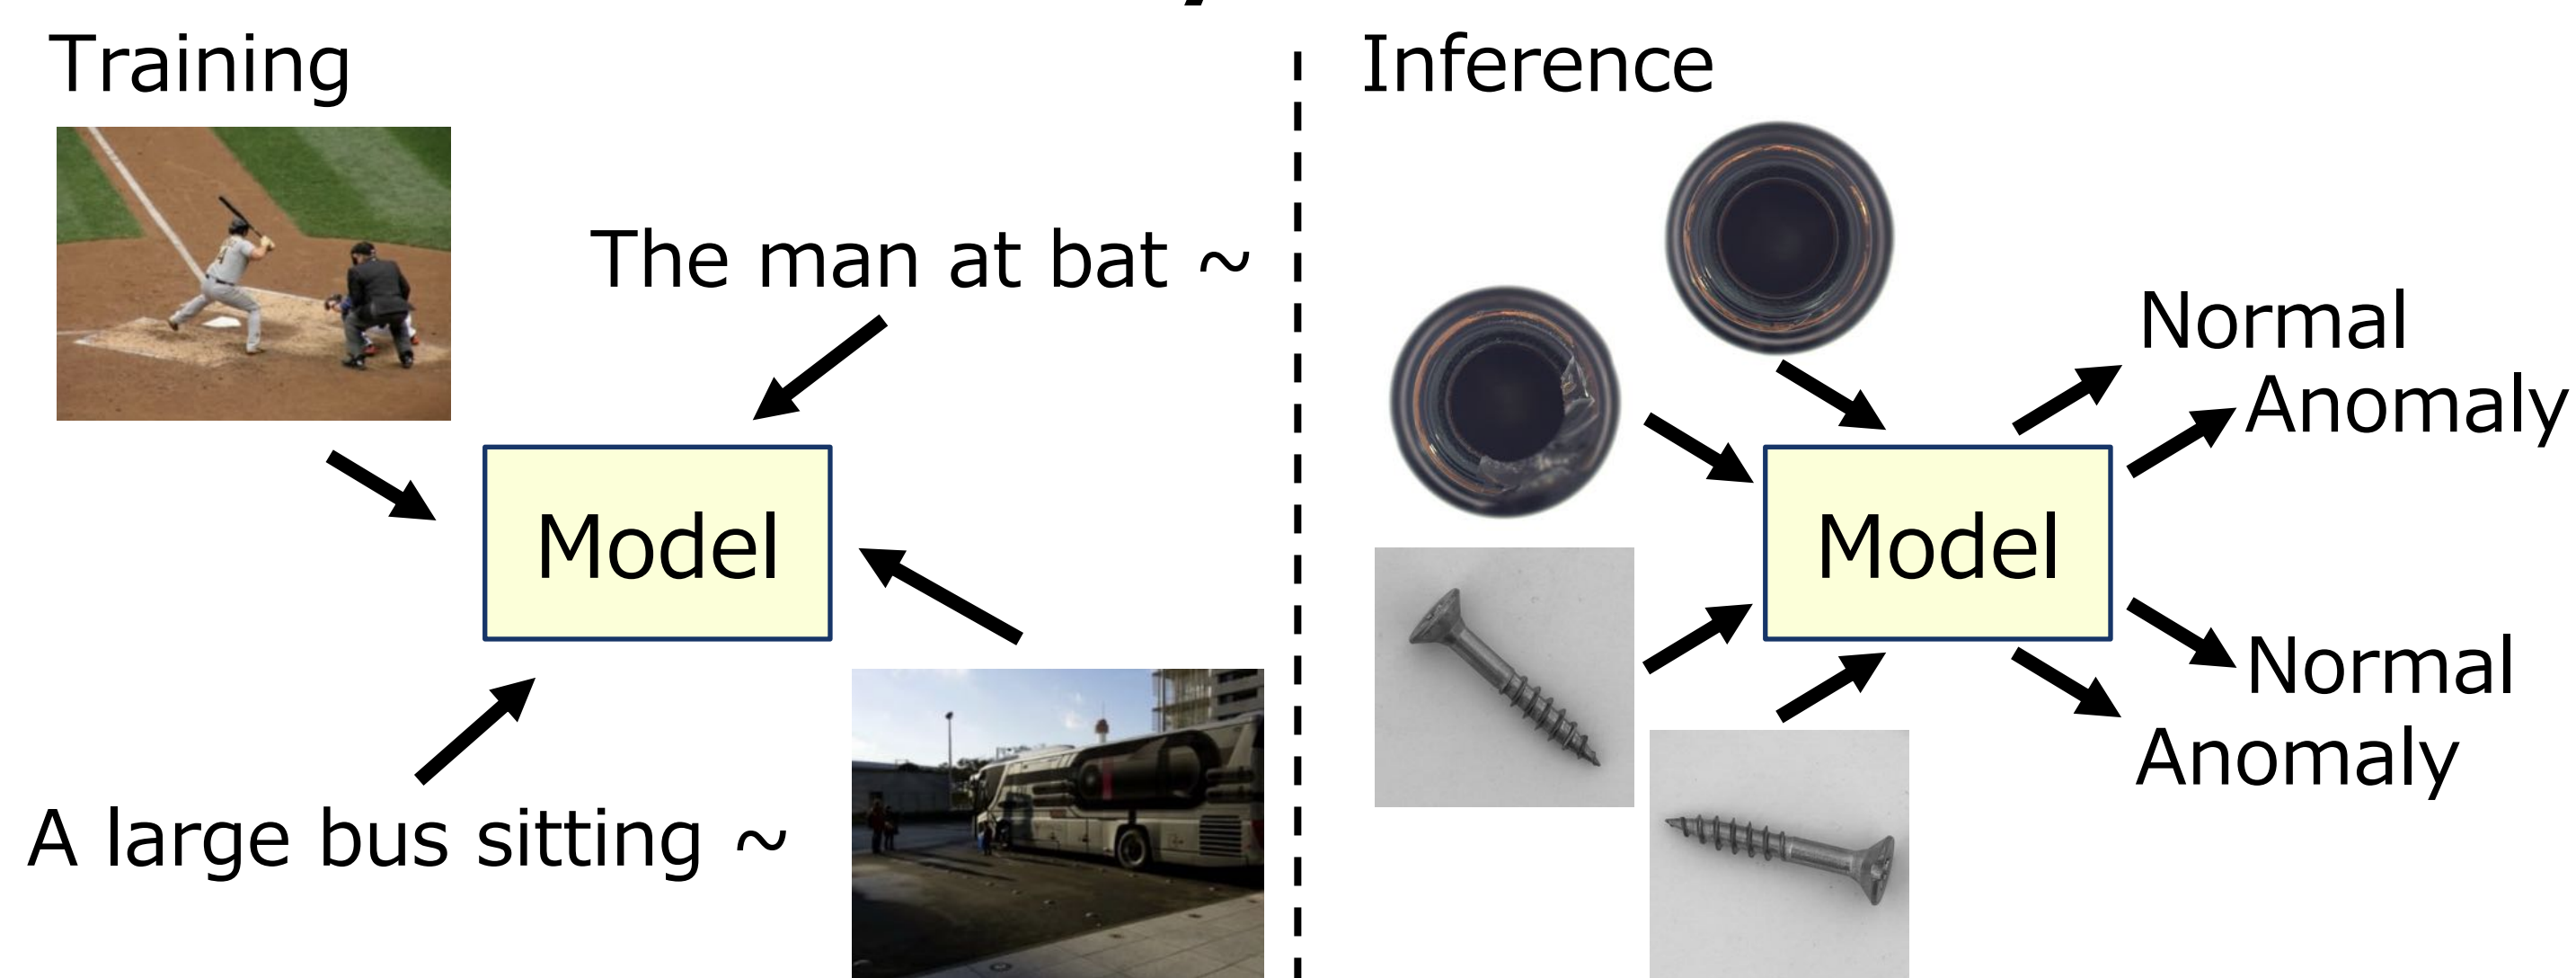 Training
The man at bat ~
Model
A large bus sitting ~
Inference
Normal
Anomaly
Model
Normal
Anomaly